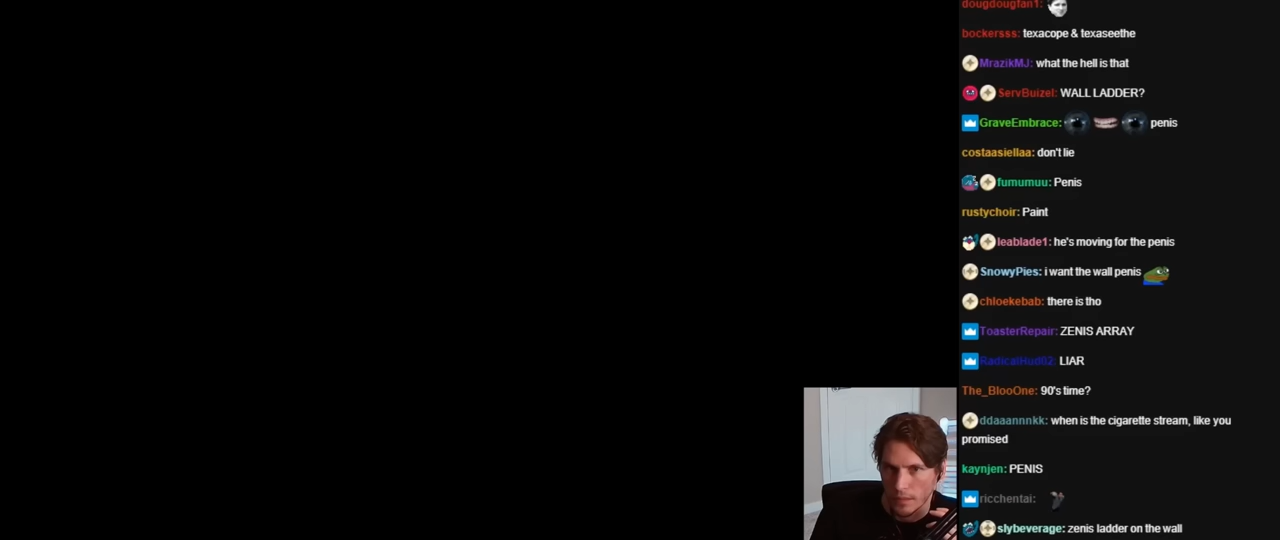 dougdougfan1:
bockersss: texacope & texaseethe
MrazikMJ: what the hell is that
ServBuizel: WALL LADDER?
GraveEmbrace: penis
costaasiellaa: don't lie
fumumuu: Penis
rustychoir: Paint
leablade1: he's moving for the penis
SnowyPies: i want the wall penis
chloekebab: there is tho
ToasterRepair: ZENIS ARRAY
RadicalHud02: LIAR
The_BlooOne: 90's time?
ddaaannnkk: when is the cigarette stream, like you
promised
kaynjen: PENIS
ricchentai:
slybeverage: zenis ladder on the wall